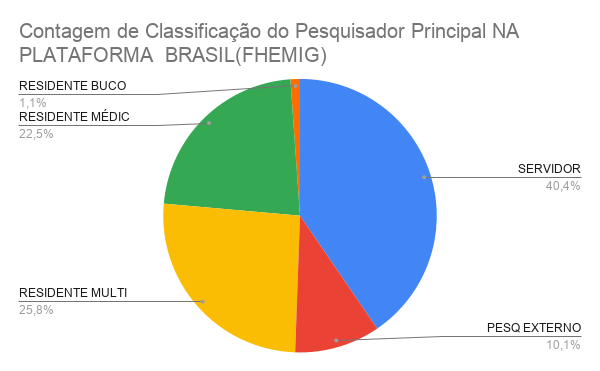 Contagem de Classificação do Pesquisador Principal NA
PLATAFORMA  BRASIL(FHEMIG)
RESIDENTE BUCO
1,1%
RESIDENTE MÉDIC
22,5%
SERVIDOR
40,4%
RESIDENTE MULTI
25,8%
PESQ EXTERNO
10,1%